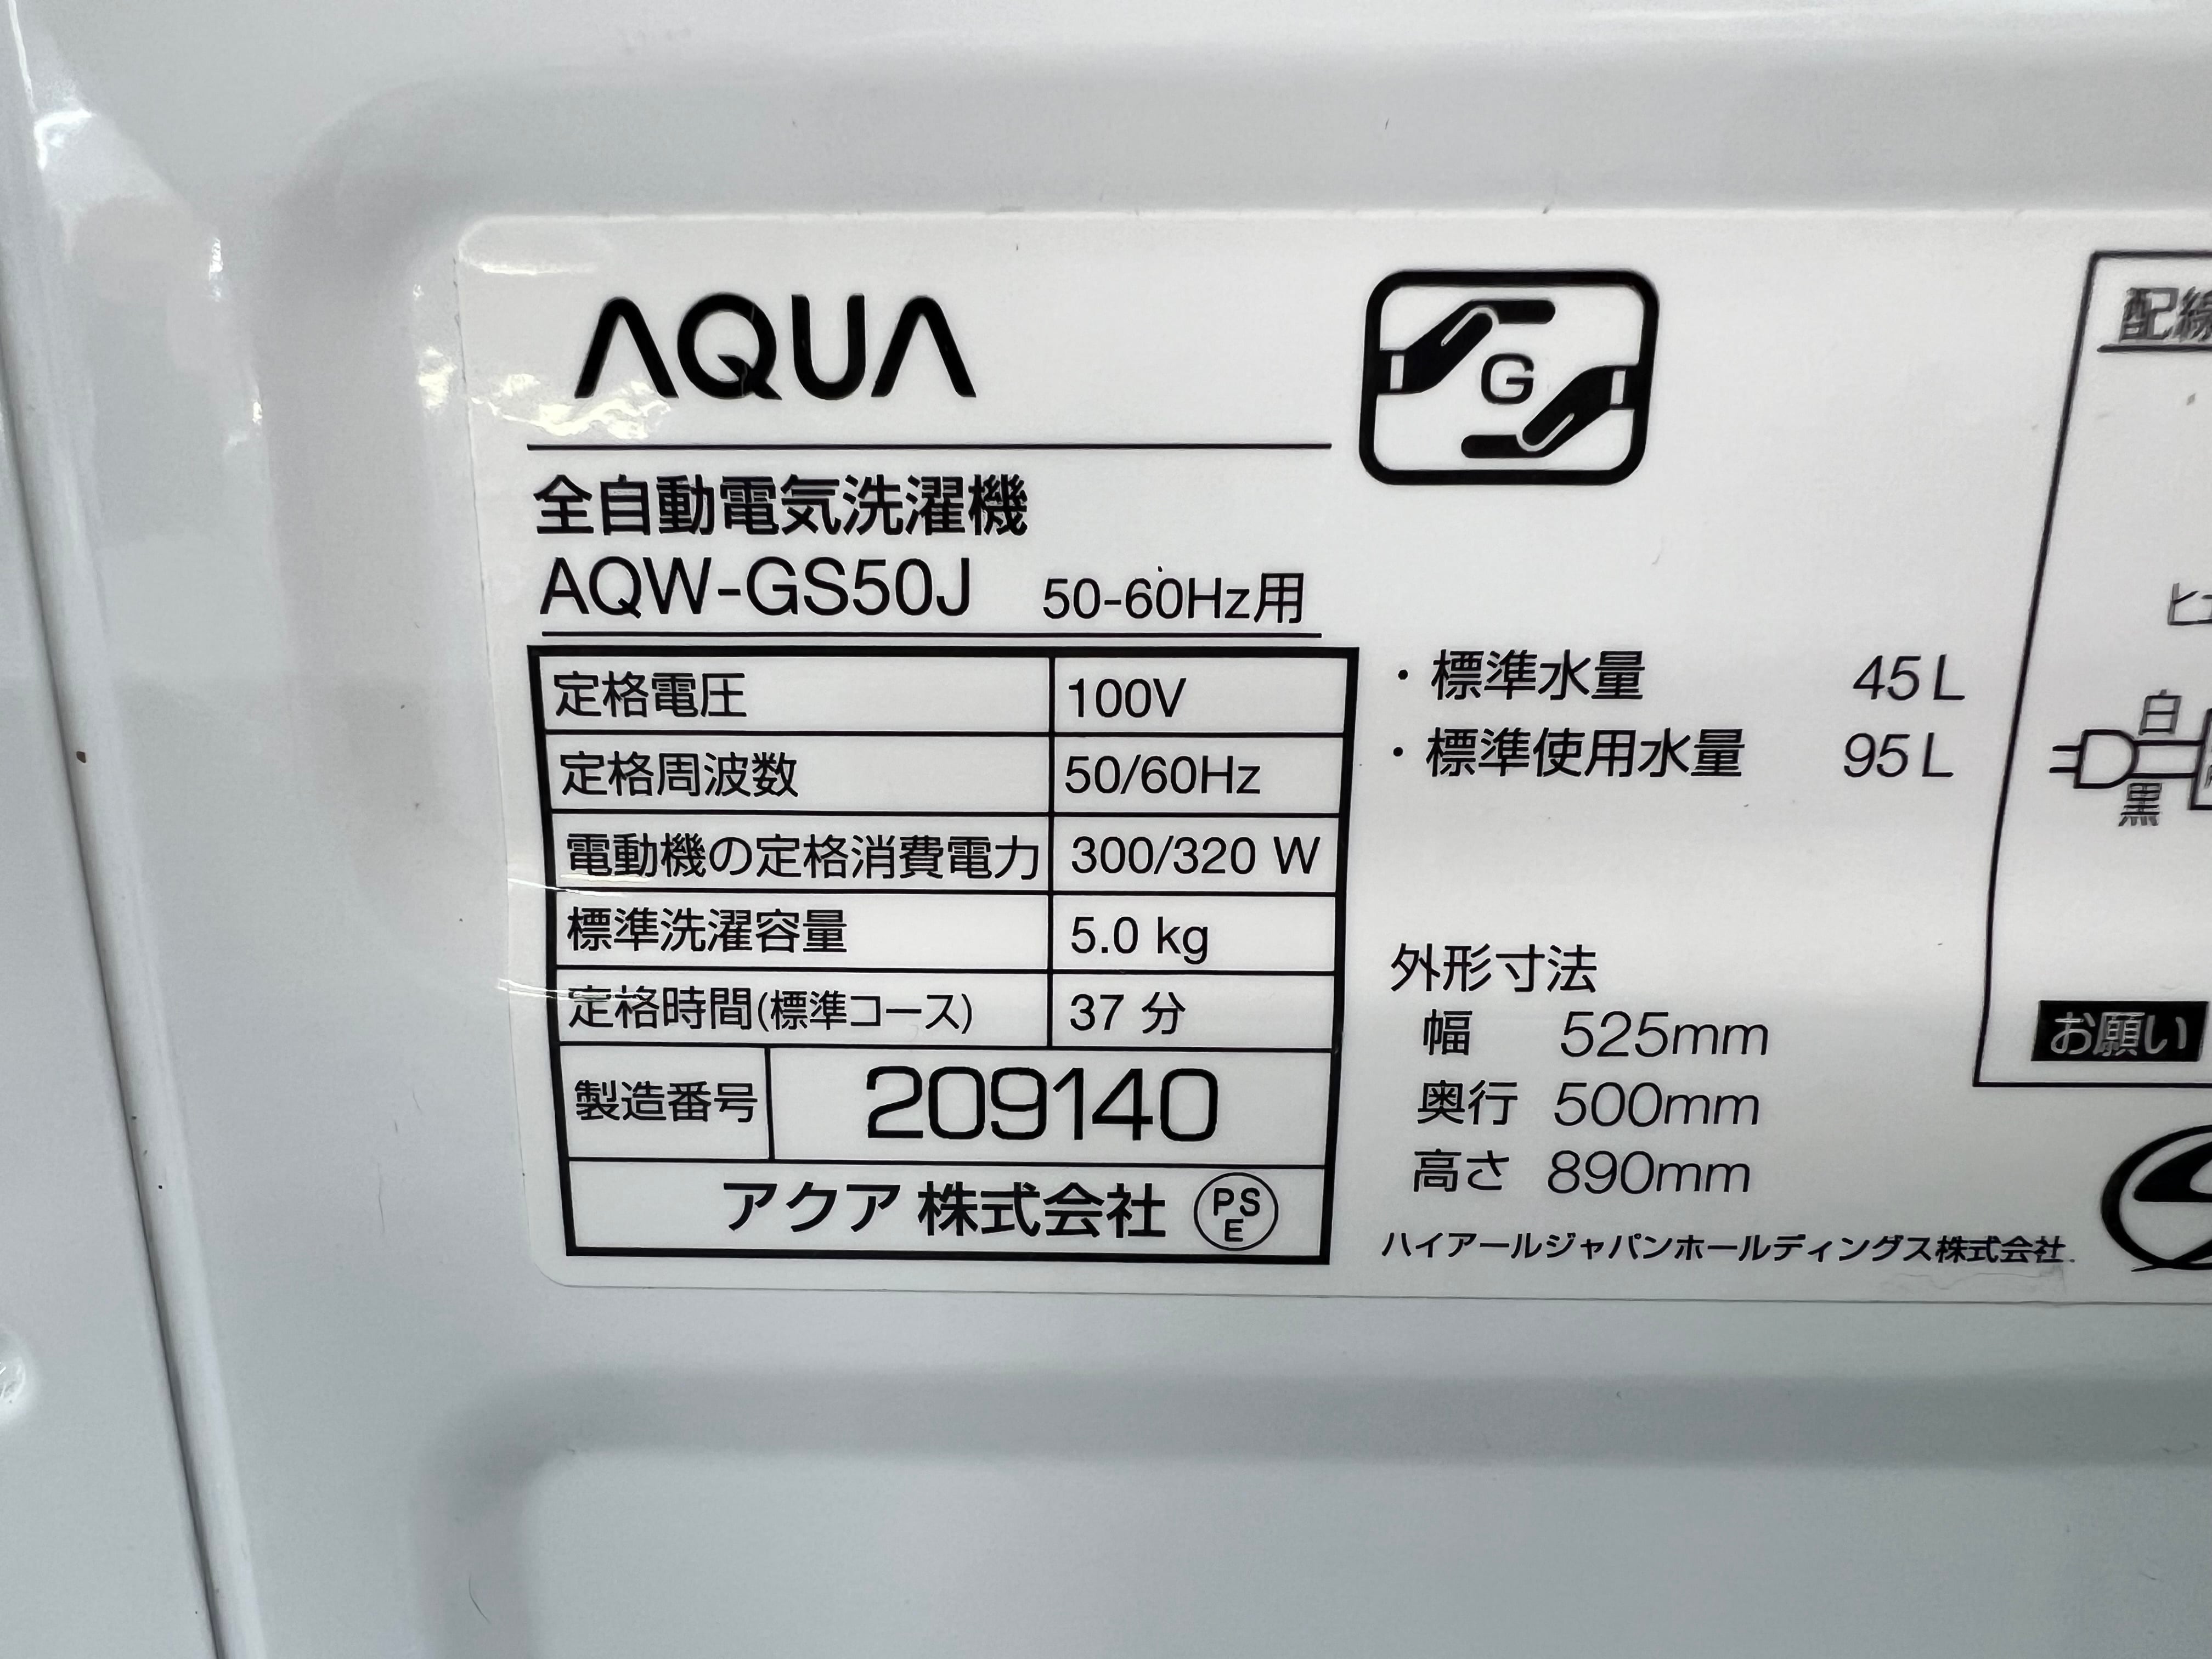 AQUA
G
全自動電気洗濯機
AQW-GS50J 50-60Hz用
定格電圧 100V
定格周波数 50/60Hz
電動機の定格消費電力 300/320 W
標準洗濯容量 5.0 kg
定格時間(標準コース) 37 分
製造番号 209140
アクア 株式会社 PSE
・標準水量 45L
・標準使用水量 95L
外形寸法
幅 525mm
奥行 500mm
高さ 890mm
ハイアールジャパンホールディングス株式会社.
配線
白
黒
お願い